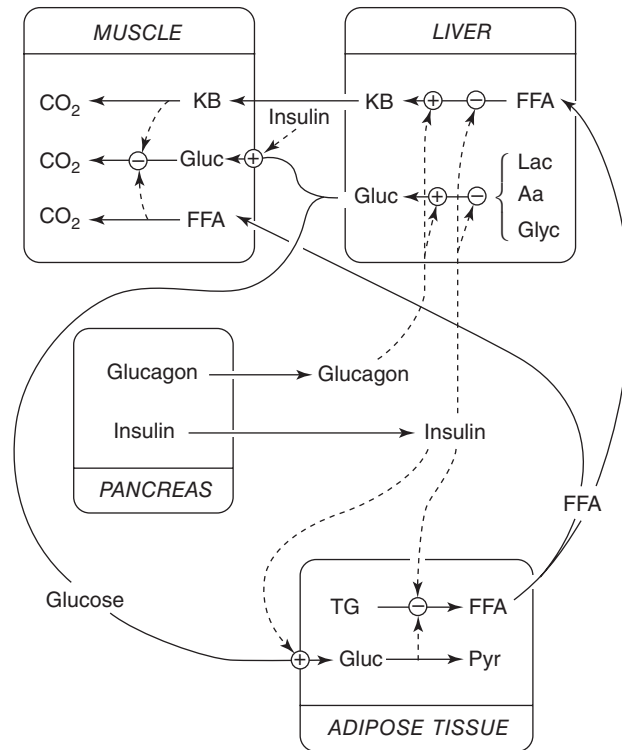 MUSCLE
LIVER
CO₂ KB KB + − FFA
Insulin
CO₂ − Gluc + Lac
Gluc + − Aa
CO₂ FFA Glyc
Glucagon Glucagon
Insulin Insulin
PANCREAS
FFA
Glucose
TG − FFA
+ Gluc Pyr
ADIPOSE TISSUE